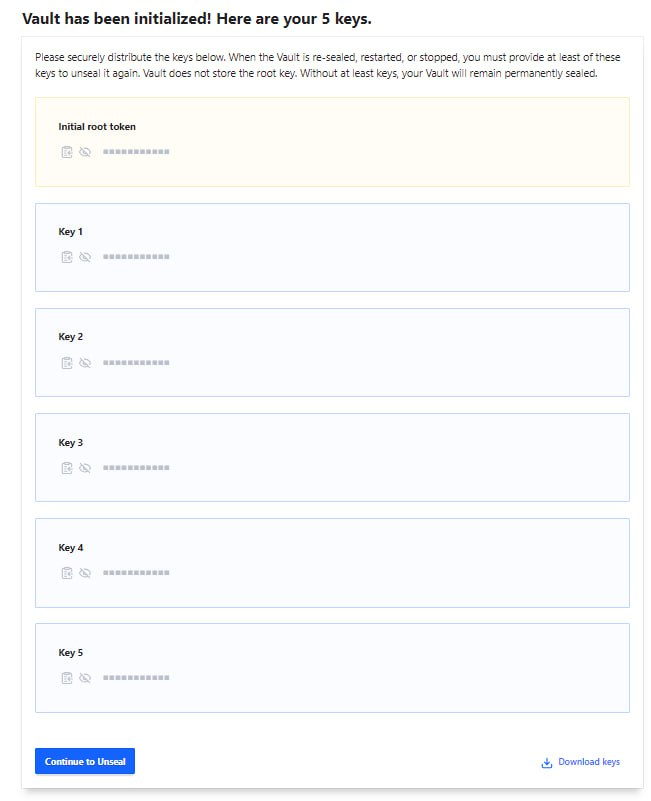 Vault has been initialized! Here are your 5 keys.
Please securely distribute the keys below. When the Vault is re-sealed, restarted, or stopped, you must provide at least of these
keys to unseal it again. Vault does not store the root key. Without at least keys, your Vault will remain permanently sealed.
Initial root token
Key 1
Key 2
Key 3
Key 4
Key 5
Continue to Unseal
Download keys